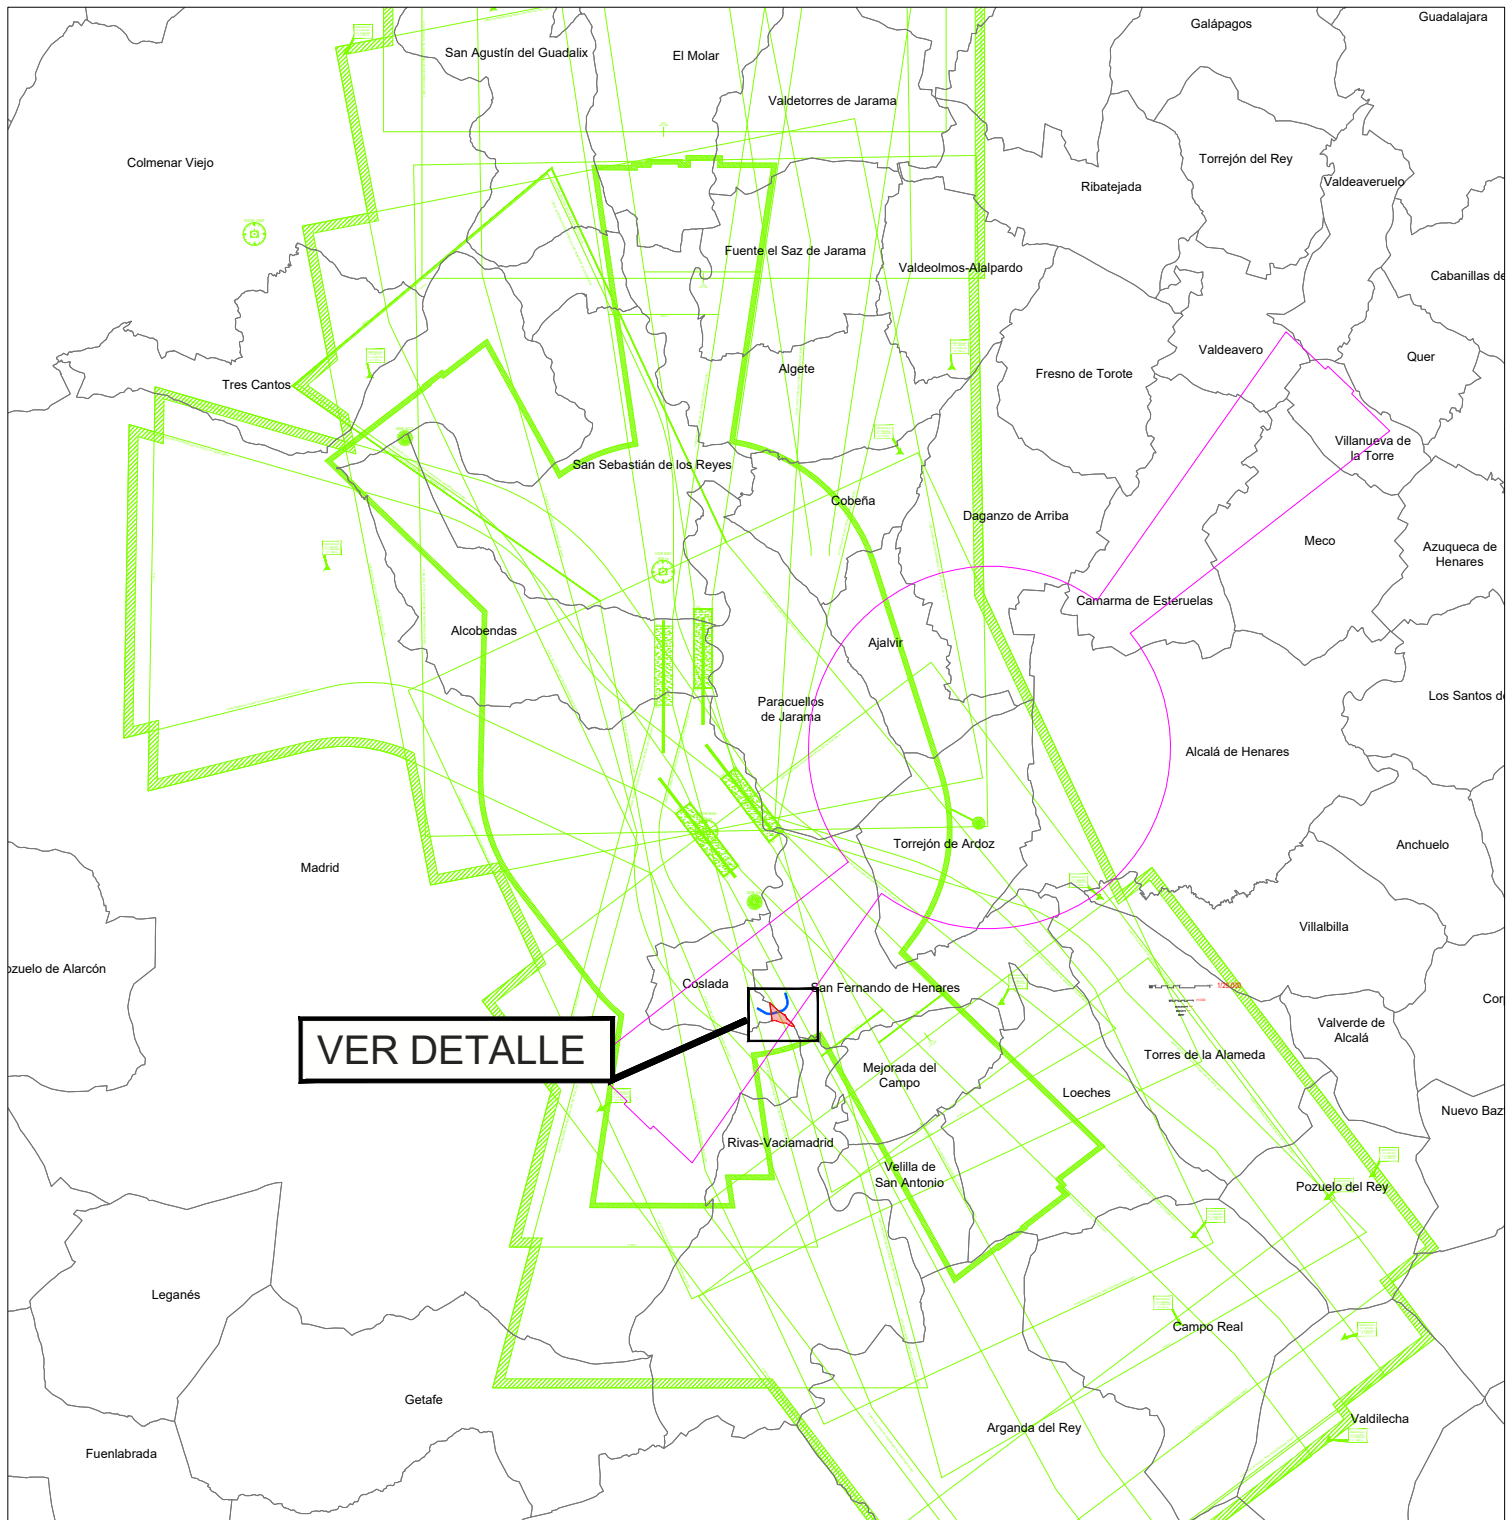 Guadalajara
Galápagos
San Agustín del Guadalix
El Molar
Valdetorres de Jarama
Colmenar Viejo
Torrejón del Rey
Valdeaveruelo
Ribatejada
Fuente el Saz de Jarama
Valdeolmos-Alalpardo
Cabanillas de
Valdeavero
Quer
Algete
Fresno de Torote
Tres Cantos
Villanueva de
la Torre
San Sebastián de los Reyes
Cobeña
Daganzo de Arriba
Meco
Azuqueca de
Henares
Camarma de Esteruelas
Alcobendas
Ajalvir
Los Santos de
Paracuellos
de Jarama
Alcalá de Henares
Torrejón de Ardoz
Anchuelo
Madrid
Villalbilla
ozuelo de Alarcón
Coslada
San Fernando de Henares
1/25.000
Cor
Valverde de
Alcalá
VER DETALLE
Torres de la Alameda
Mejorada del
Campo
Loeches
Nuevo Baz
Rivas-Vaciamadrid
Velilla de
San Antonio
Pozuelo del Rey
Leganés
Campo Real
Getafe
Valdilecha
Arganda del Rey
Fuenlabrada